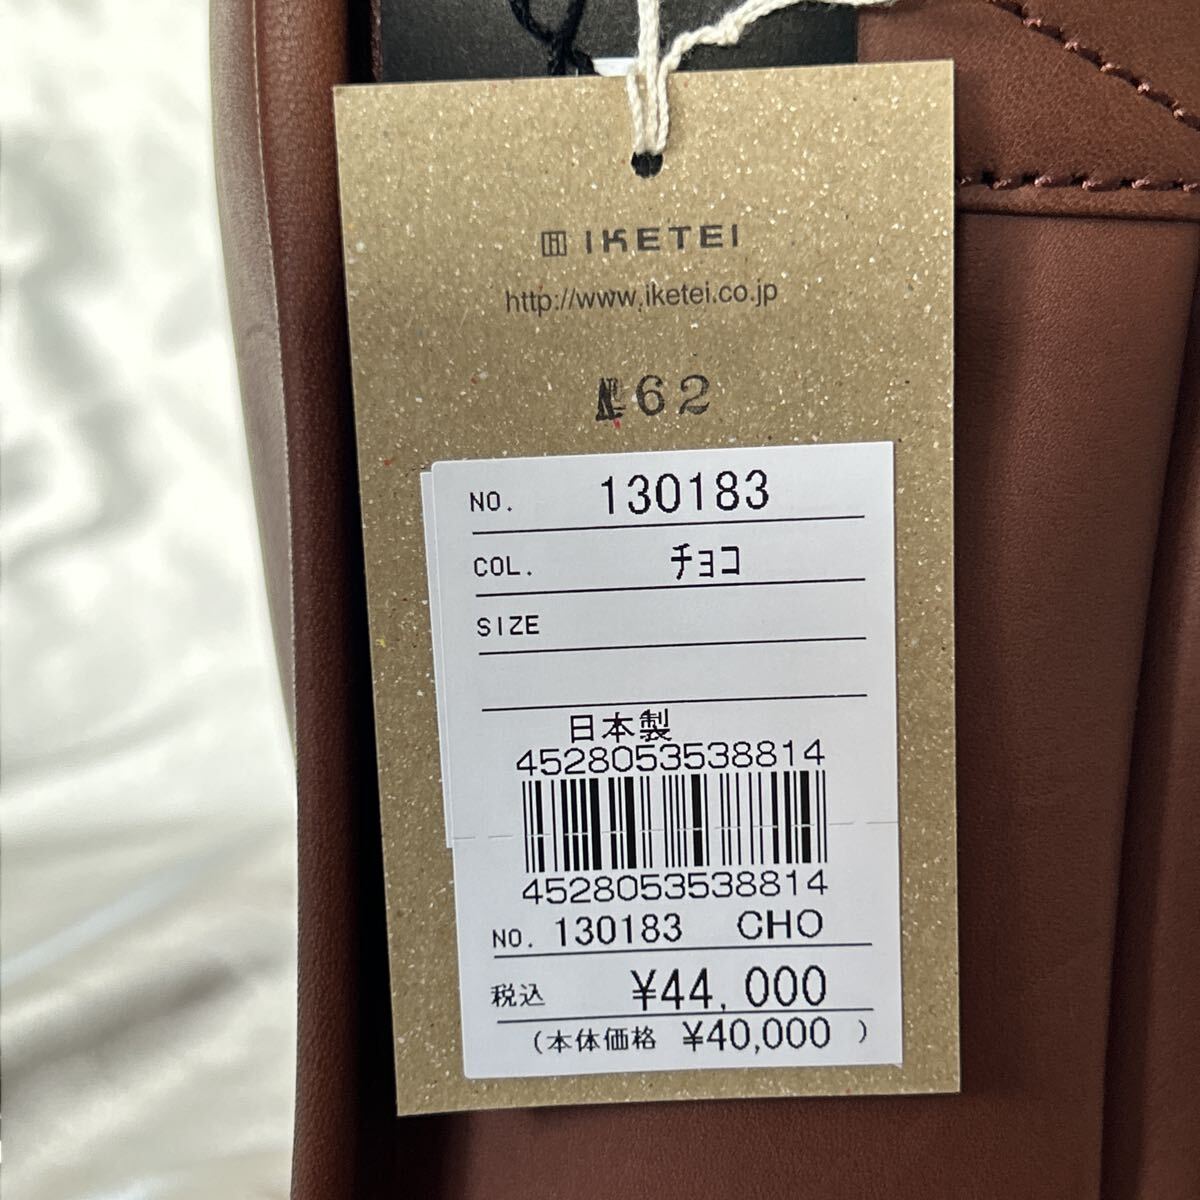 IKETEI
http://www.iketei.co.jp
62
NO. 130183
COL. チョコ
SIZE
日本製
4528053538814
4528053538814
NO. 130183 CHO
税込 ¥44,000
(本体価格 ¥40,000 )